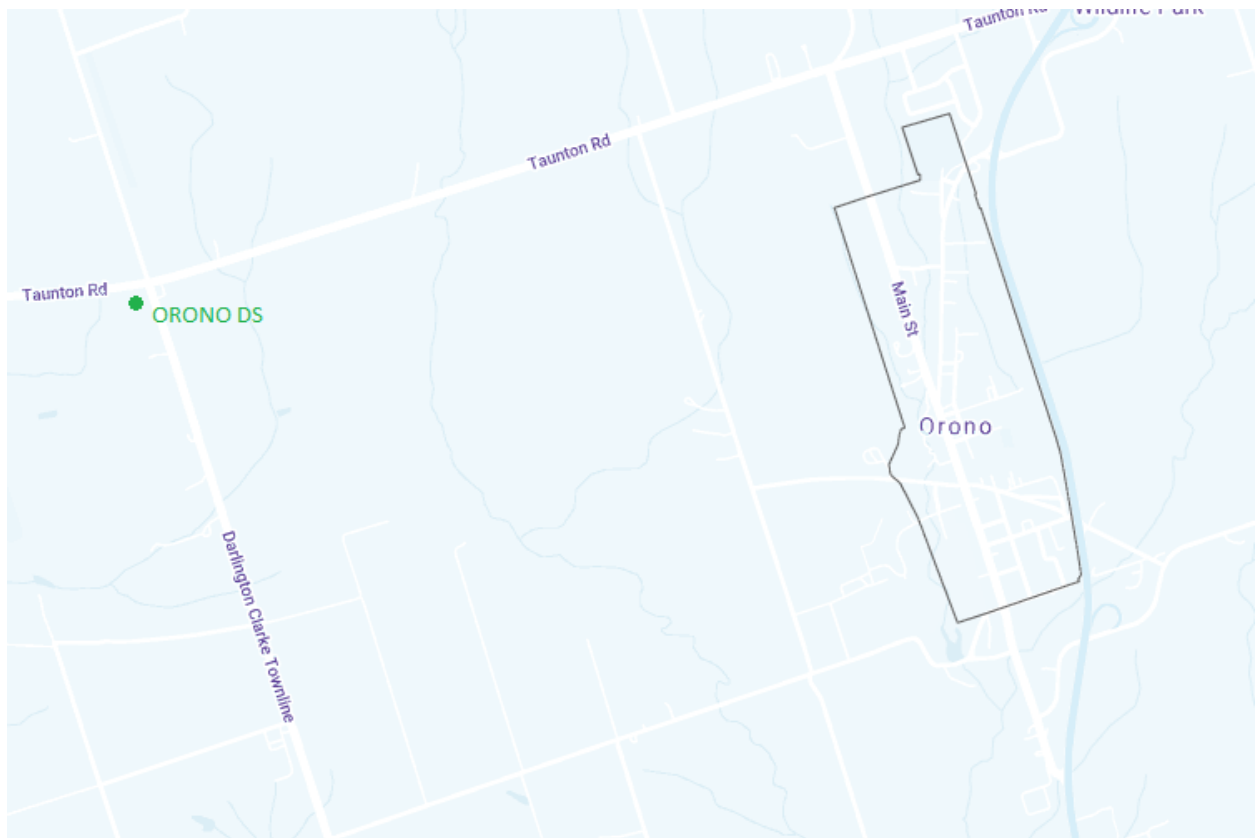 Taunton Rd
Taunton Rd
Taunton Rd
ORONO DS
Main St
Orono
Darlington Clarke Townline